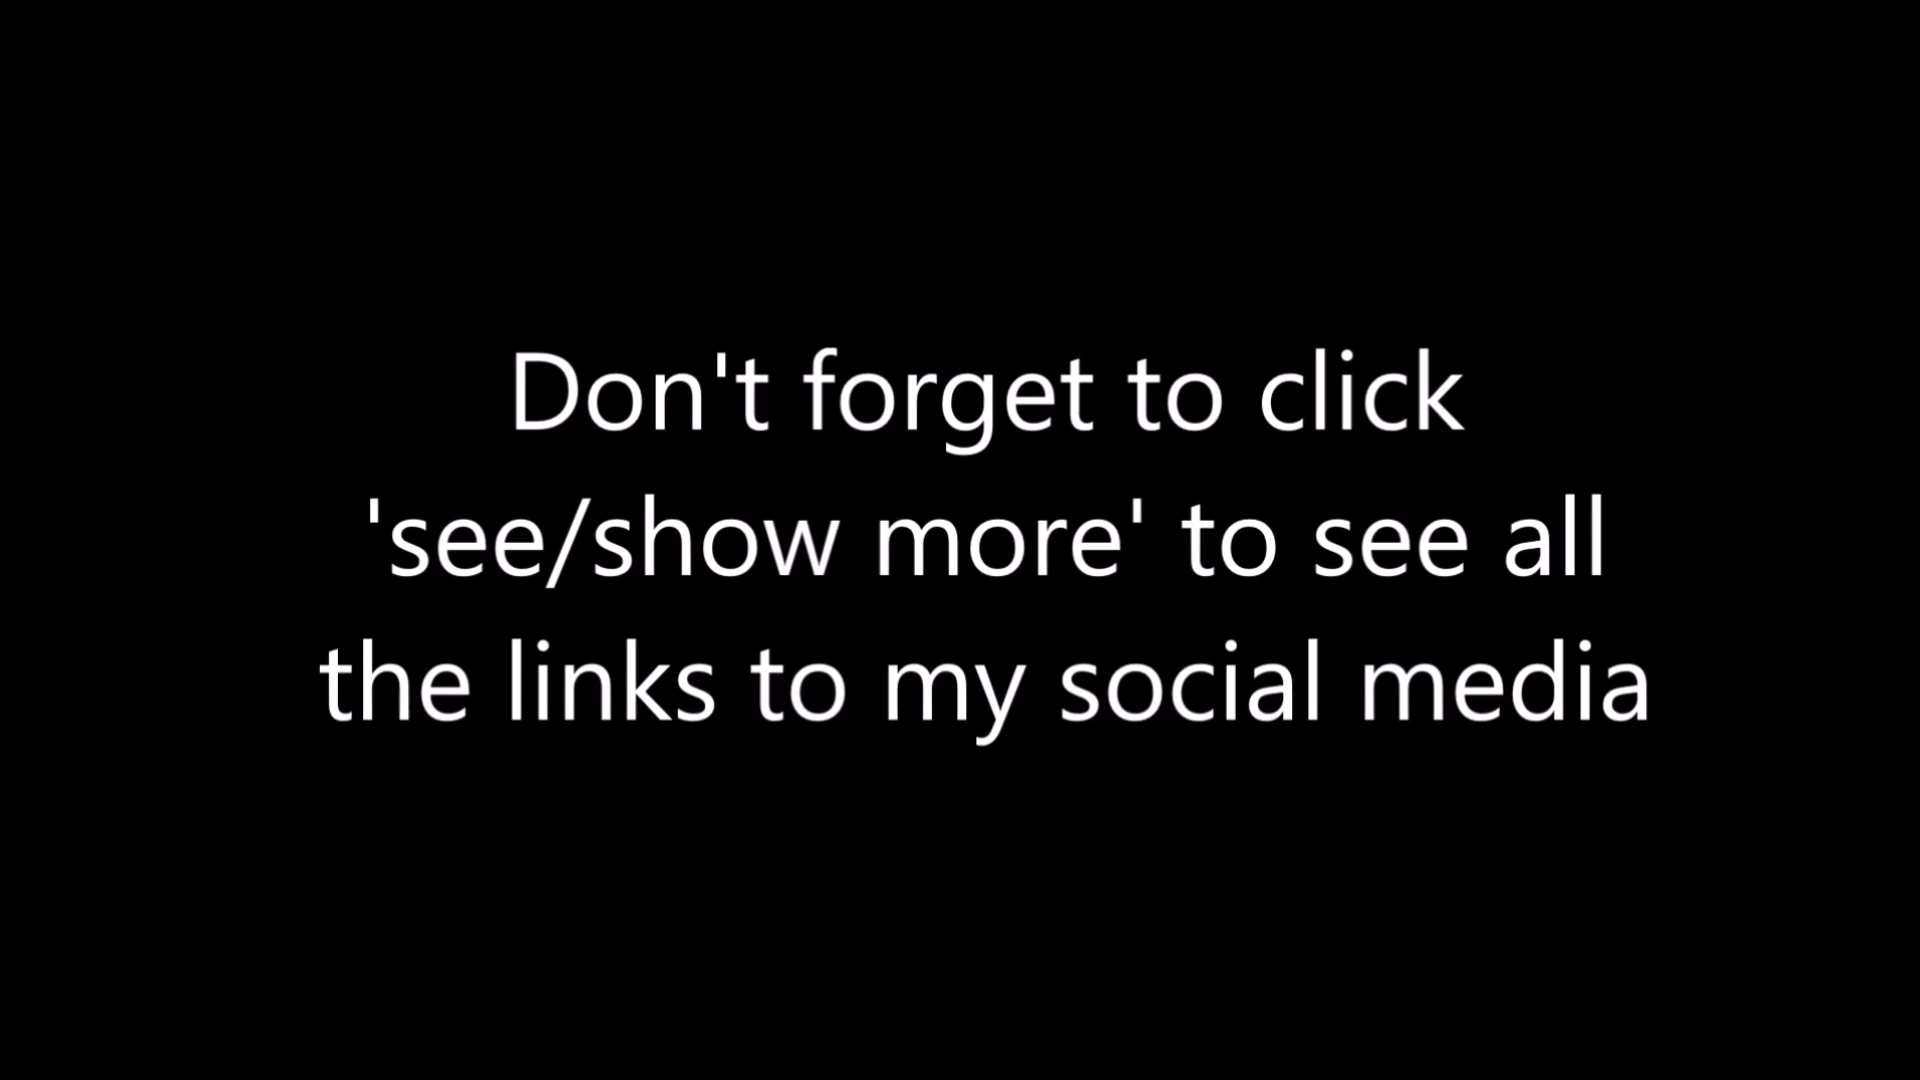 Don't forget to click
'see/show more' to see all
the links to my social media